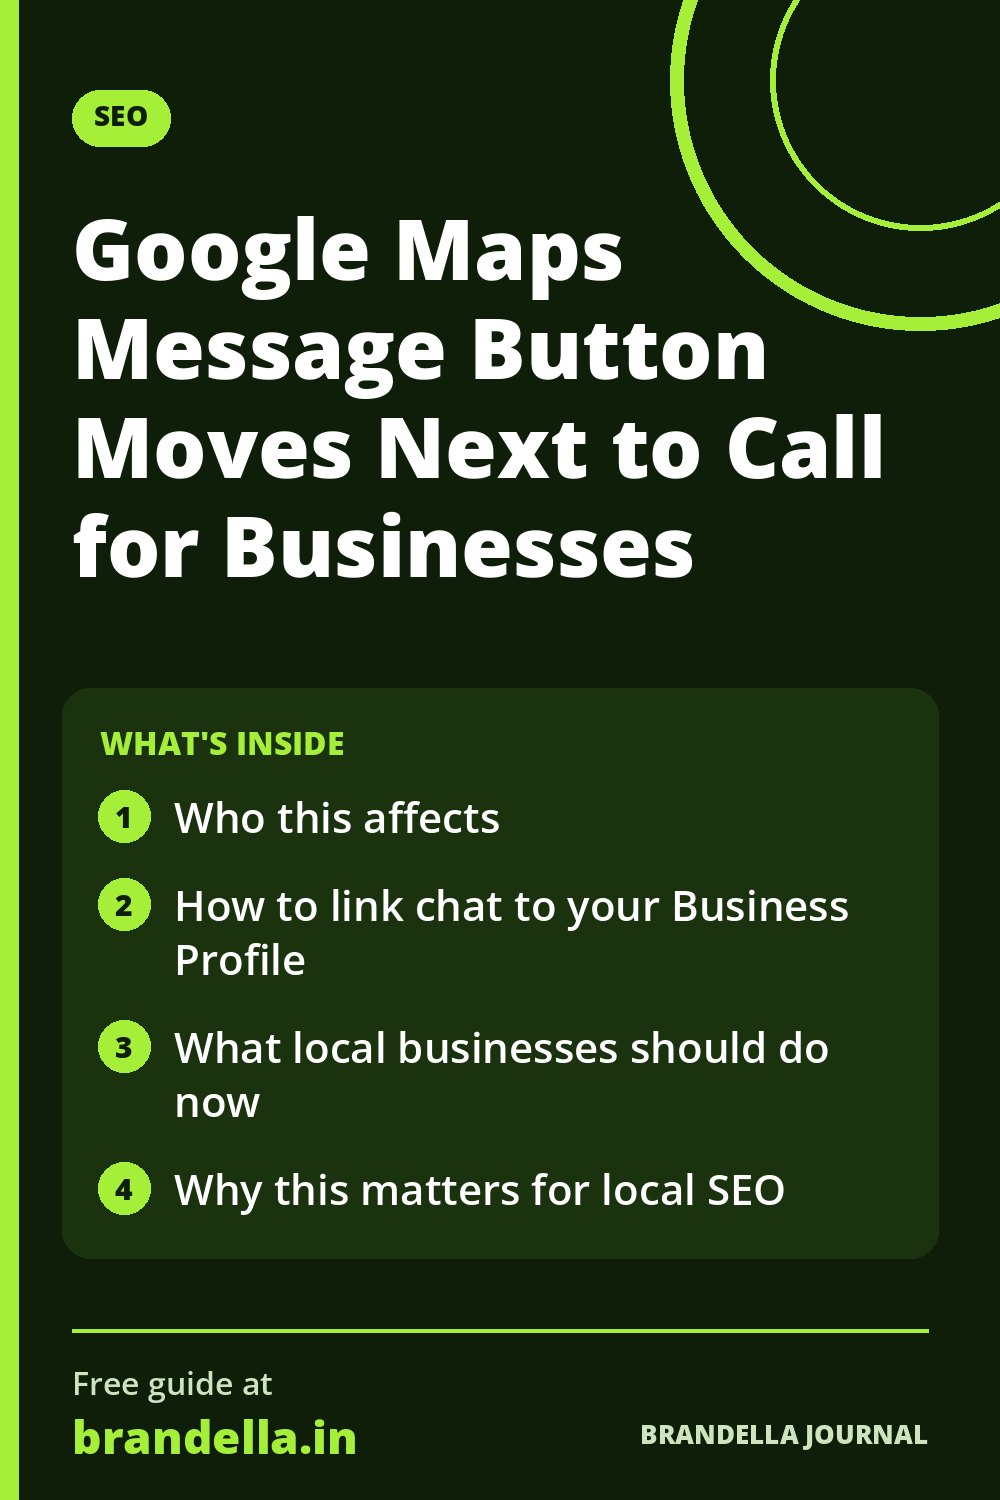 SEO
Google Maps
Message Button
Moves Next to Call
for Businesses
WHAT'S INSIDE
1 Who this affects
2 How to link chat to your Business
Profile
3 What local businesses should do
now
4 Why this matters for local SEO
Free guide at
brandella.in
BRANDELLA JOURNAL